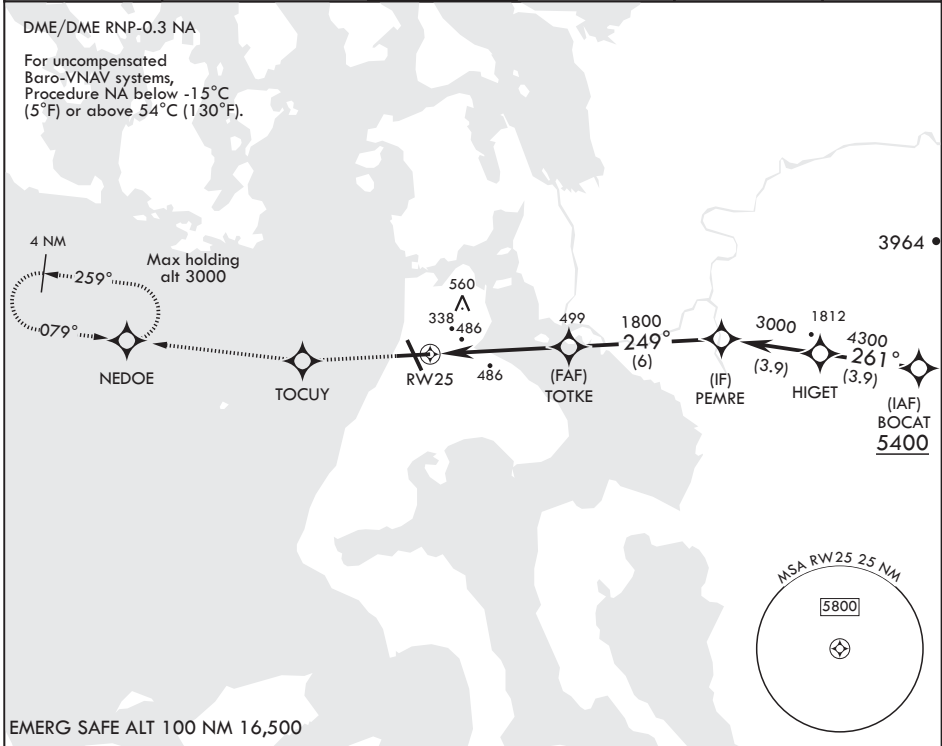 DME/DME RNP-0.3 NA
For uncompensated
Baro-VNAV systems,
Procedure NA below -15°C
(5°F) or above 54°C (130°F).
4 NM
259°
Max holding
alt 3000
079°
NEDOE
TOCUY
RW25
560
338
486
486
499
(FAF)
TOTKE
1800
249°
(6)
(IF)
PEMRE
3000
(3.9)
1812
HIGET
4300
261°
(3.9)
(IAF)
BOCAT
5400
3964
MSA RW25 25 NM
5800
EMERG SAFE ALT 100 NM 16,500